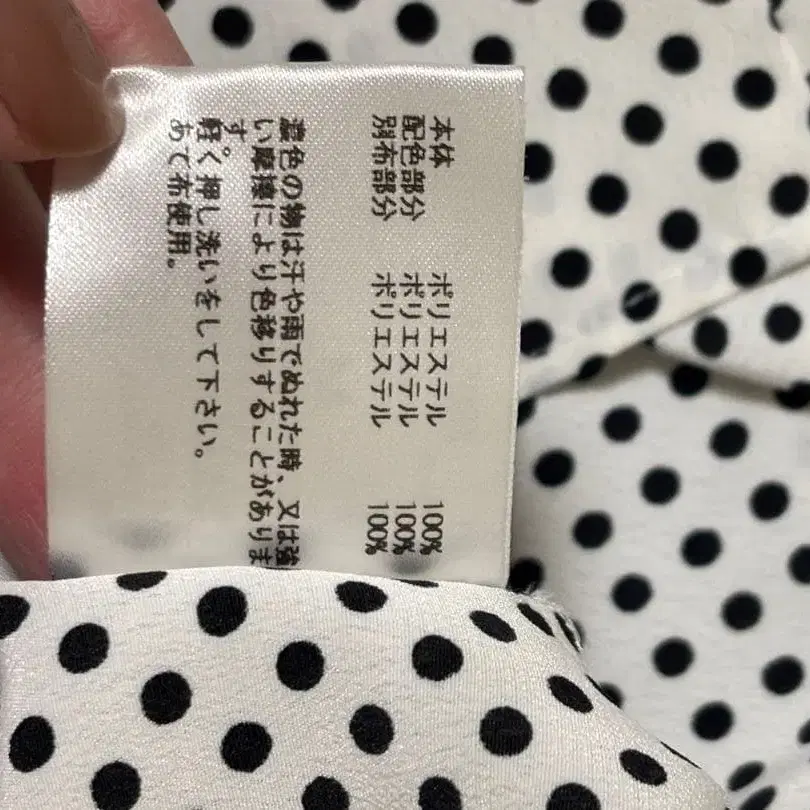 本体 ポリエステル 100%
配色部分 ポリエステル 100%
別布部分 ポリエステル 100%
濃色の物は汗や雨でぬれた時、又は強
い摩擦により色移りすることがありま
す。
軽く押し洗いをして下さい。
あて布使用。